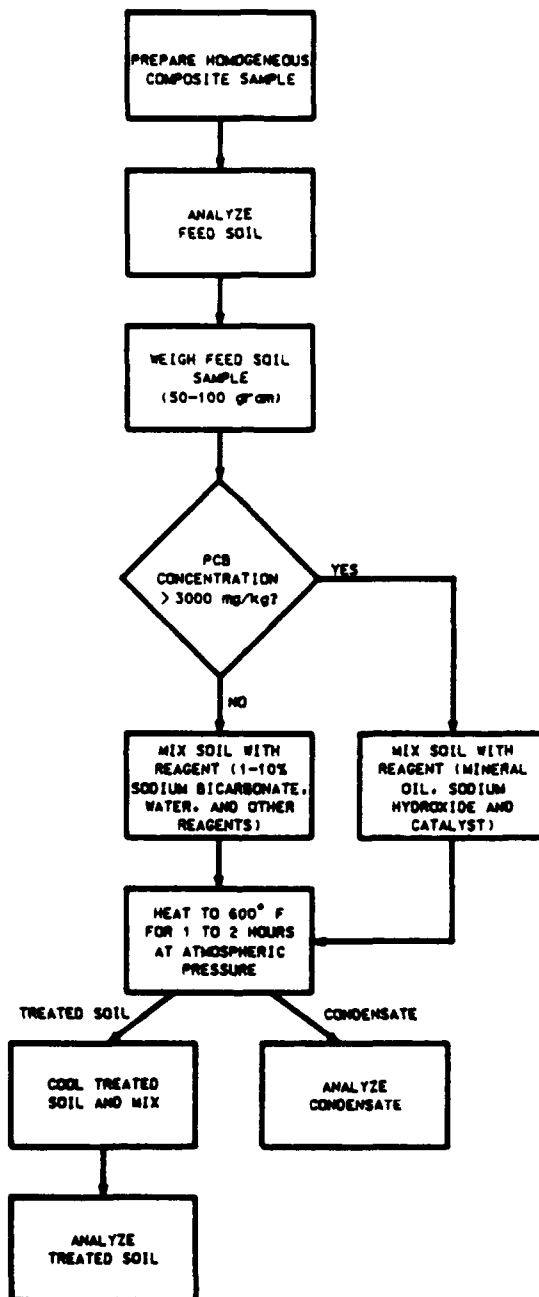 PREPARE HOMOGENEOUS
COMPOSITE SAMPLE
ANALYZE
FEED SOIL
WEIGH FEED SOIL
SAMPLE
(50-100 gram)
PCB
CONCENTRATION
> 3000 mg/kg?
YES
NO
MIX SOIL WITH
REAGENT (1-10%
SODIUM BICARBONATE,
WATER, AND OTHER
REAGENTS)
MIX SOIL WITH
REAGENT (MINERAL
OIL, SODIUM
HYDROXIDE AND
CATALYST)
HEAT TO 600° F
FOR 1 TO 2 HOURS
AT ATMOSPHERIC
PRESSURE
TREATED SOIL
CONDENSATE
COOL TREATED
SOIL AND MIX
ANALYZE
CONDENSATE
ANALYZE
TREATED SOIL